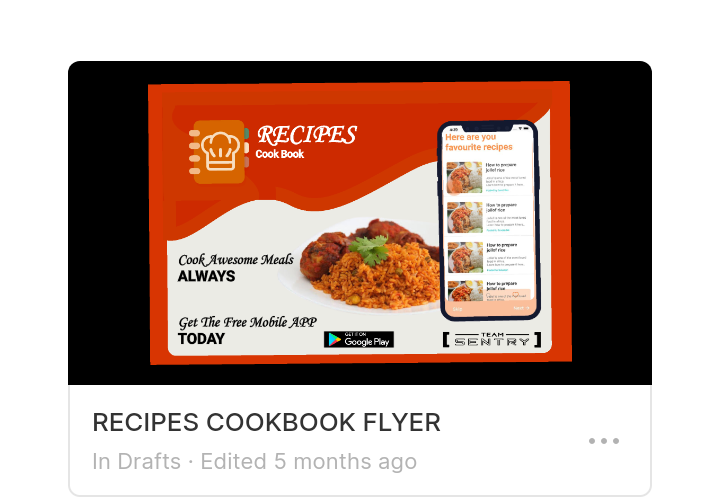 RECIPES
Cook Book
Cook Awesome Meals
ALWAYS
Get The Free Mobile APP
TODAY
GET IT ON
Google Play
Here are you
favourite recipes
How to prepare
jollof rice
How to prepare
jollof rice
How to prepare
jollof rice
How to prepare
jollof rice
TEAM
SENTRY
RECIPES COOKBOOK FLYER
In Drafts · Edited 5 months ago